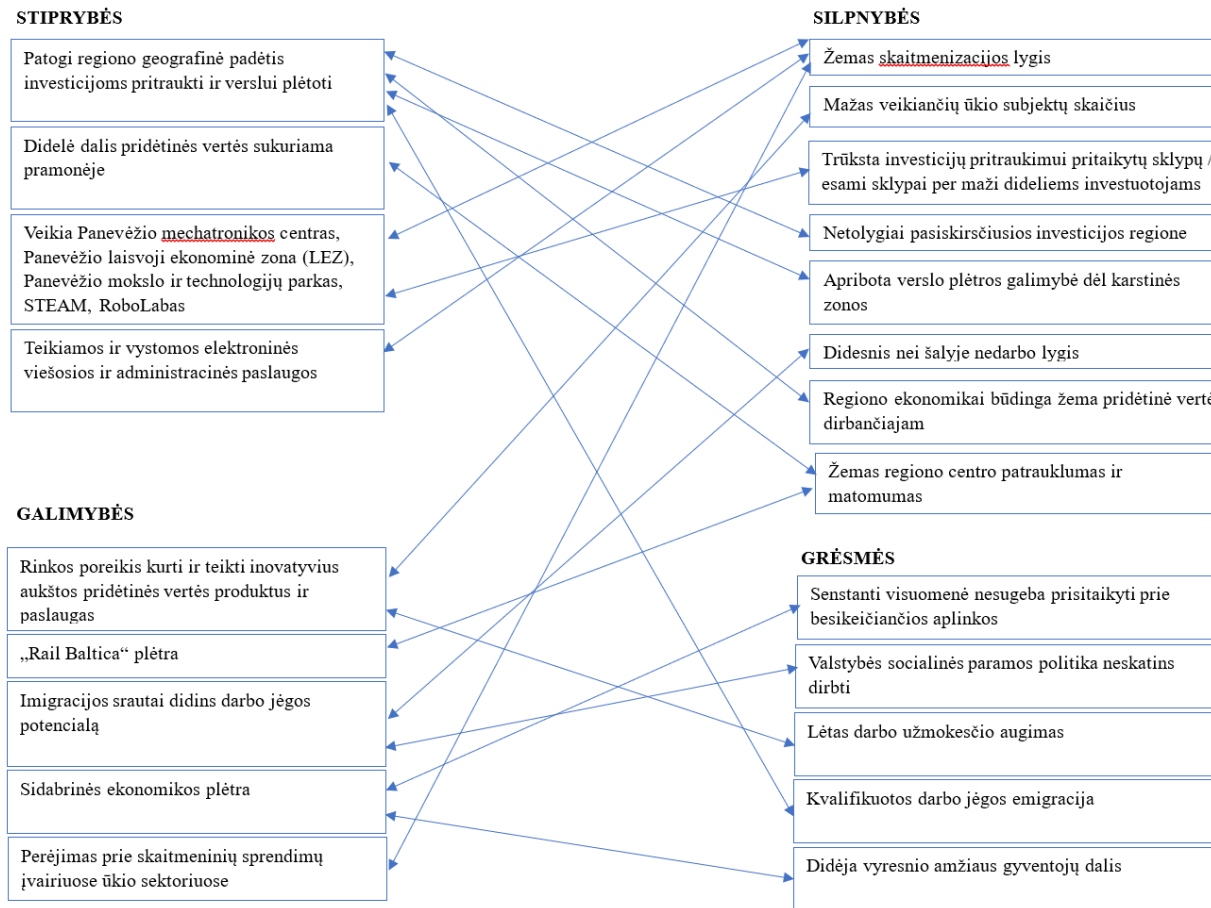 STIPRYBĖS
Patogi regiono geografinė padėtis
investicijoms pritraukti ir verslui plėtoti
Didelė dalis pridėtinės vertės sukuriama
pramonėje
Veikia Panevėžio mechatronikos centras,
Panevėžio laisvoji ekonominė zona (LEZ),
Panevėžio mokslo ir technologijų parkas,
STEAM, RoboLabas
Teikiamos ir vystomos elektroninės
viešosios ir administracinės paslaugos
SILPNYBĖS
Žemas skaitmenizacijos lygis
Mažas veikiančių ūkio subjektų skaičius
Trūksta investicijų pritraukimui pritaikytų sklypų /
esami sklypai per maži dideliems investuotojams
Netolygiai pasiskirsčiusios investicijos regione
Apribota verslo plėtros galimybė dėl karstinės
zonos
Didesnis nei šalyje nedarbo lygis
Regiono ekonomikai būdinga žema pridėtinė vertė
dirbančiajam
Žemas regiono centro patrauklumas ir
matomumas
GALIMYBĖS
Rinkos poreikis kurti ir teikti inovatyvius
aukštos pridėtinės vertės produktus ir
paslaugas
„Rail Baltica“ plėtra
Imigracijos srautai didins darbo jėgos
potencialą
Sidabrinės ekonomikos plėtra
Perėjimas prie skaitmeninių sprendimų
įvairiuose ūkio sektoriuose
GRĖSMĖS
Senstanti visuomenė nesugeba prisitaikyti prie
besikeičiančios aplinkos
Valstybės socialinės paramos politika neskatins
dirbti
Lėtas darbo užmokesčio augimas
Kvalifikuotos darbo jėgos emigracija
Didėja vyresnio amžiaus gyventojų dalis